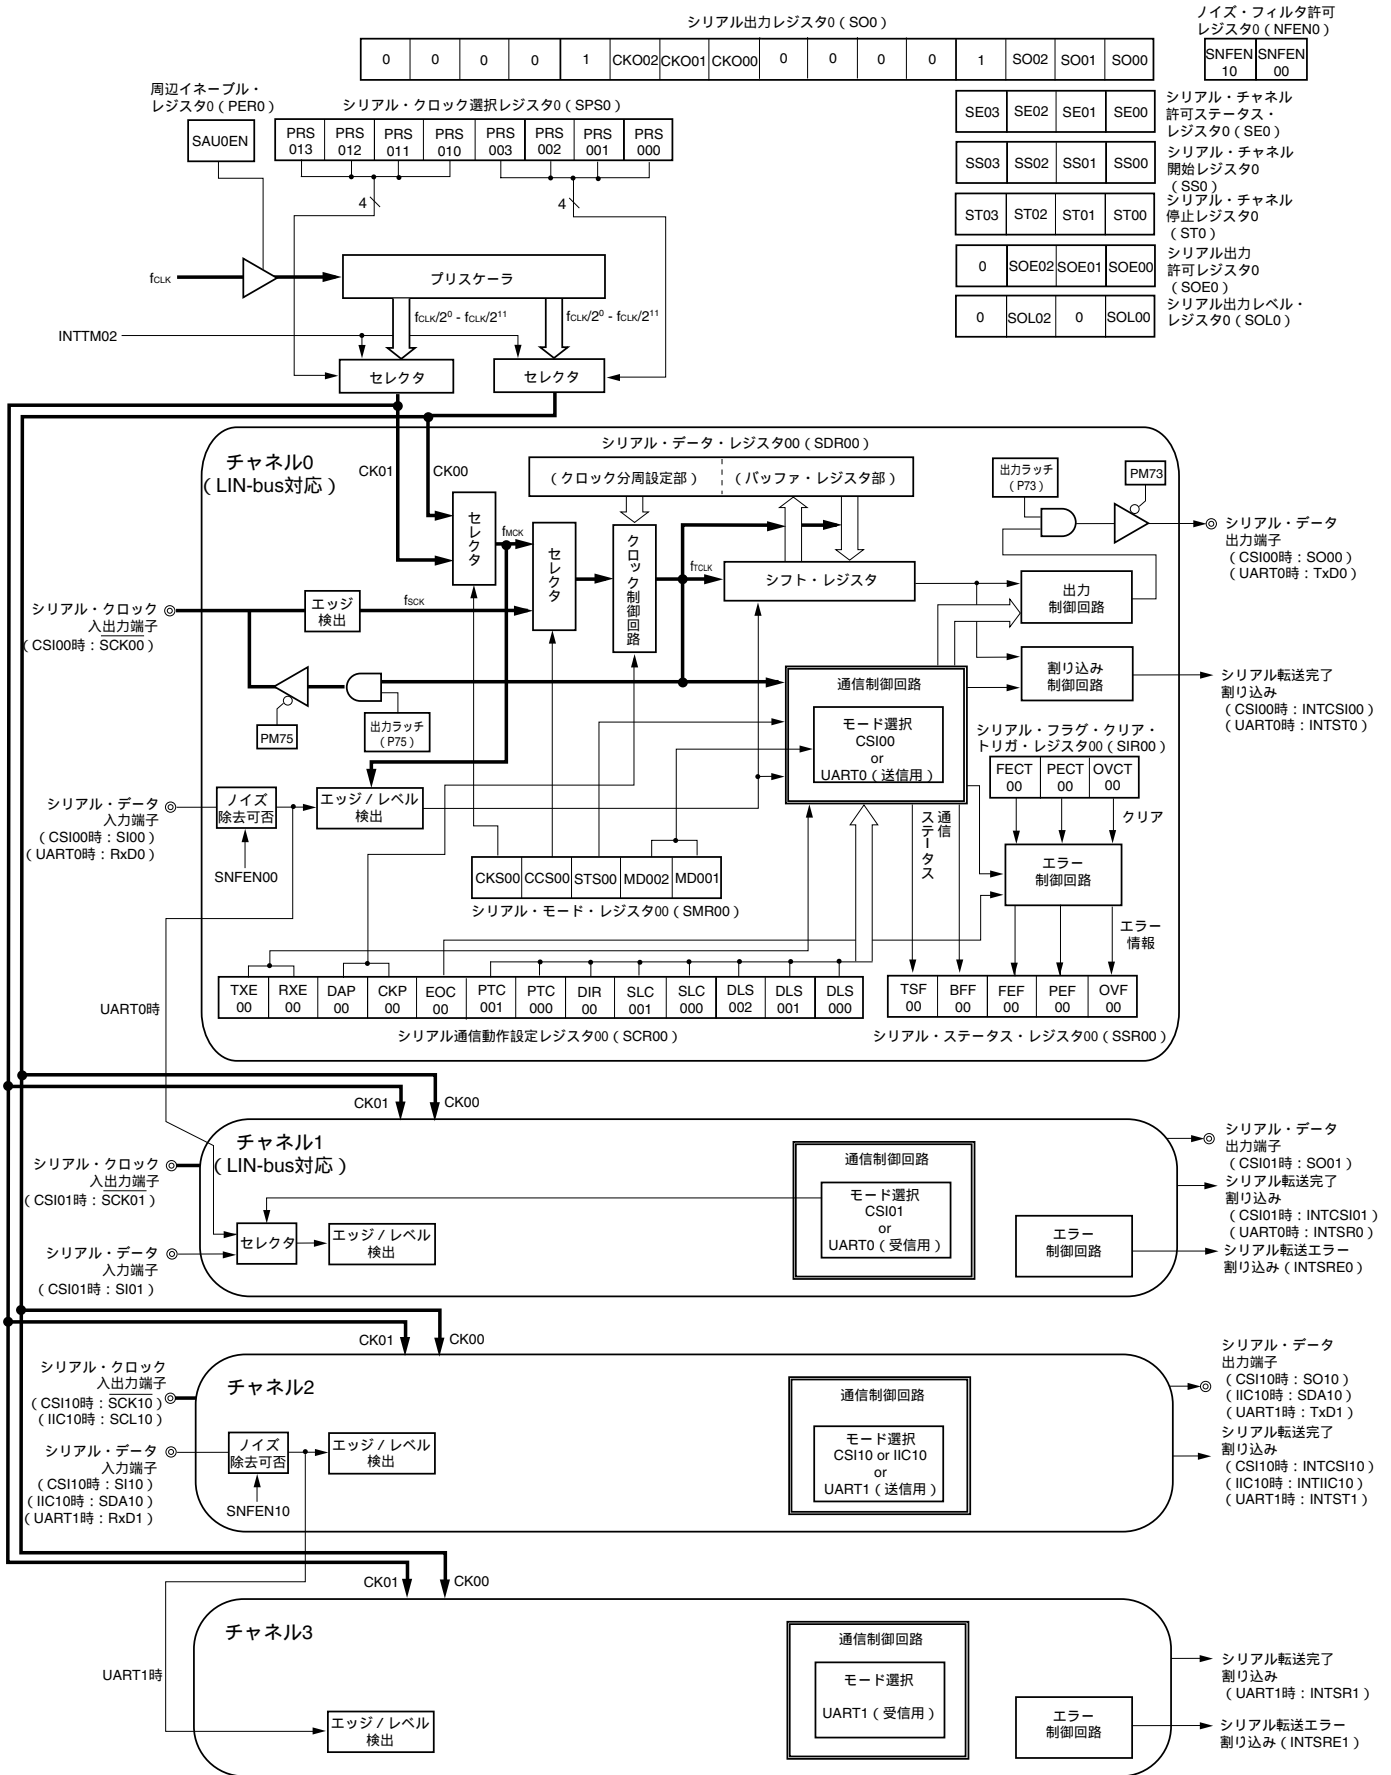 シリアル出力レジスタ0（SO0）
0 0 0 0 1 CKO02 CKO01 CKO00 0 0 0 0 1 SO02 SO01 SO00
ノイズ・フィルタ許可
レジスタ0（NFEN0）
SNFEN SNFEN
10 00
周辺イネーブル・
レジスタ0（PER0）
SAU0EN
シリアル・クロック選択レジスタ0（SPS0）
PRS PRS PRS PRS PRS PRS PRS PRS
013 012 011 010 003 002 001 000
SE03 SE02 SE01 SE00
シリアル・チャネル
許可ステータス・
レジスタ0（SE0）
SS03 SS02 SS01 SS00
シリアル・チャネル
開始レジスタ0
（SS0）
ST03 ST02 ST01 ST00
シリアル・チャネル
停止レジスタ0
（ST0）
0 SOE02 SOE01 SOE00
シリアル出力
許可レジスタ0
（SOE0）
0 SOL02 0 SOL00
シリアル出力レベル・
レジスタ0（SOL0）
4
4
fCLK
プリスケーラ
fCLK/2⁰ - fCLK/2¹¹
fCLK/2⁰ - fCLK/2¹¹
INTTM02
セレクタ
セレクタ
チャネル0
（LIN-bus対応）
CK01
CK00
シリアル・データ・レジスタ00（SDR00）
（クロック分周設定部）
（バッファ・レジスタ部）
セレクタ
fMCK
セレクタ
クロック制御回路
fTCLK
シフト・レジスタ
出力ラッチ
（P73）
PM73
シリアル・データ
出力端子
（CSI00時：SO00）
（UART0時：TxD0）
出力
制御回路
シリアル・クロック
入出力端子
（CSI00時：SCK00）
エッジ
検出
fSCK
PM75
出力ラッチ
（P75）
通信制御回路
モード選択
CSI00
or
UART0（送信用）
割り込み
制御回路
シリアル転送完了
割り込み
（CSI00時：INTCSI00）
（UART0時：INTST0）
シリアル・フラグ・クリア・
トリガ・レジスタ00（SIR00）
FECT PECT OVCT
00 00 00
クリア
シリアル・データ
入力端子
（CSI00時：SI00）
（UART0時：RxD0）
ノイズ
除去可否
SNFEN00
エッジ / レベル
検出
通信
ステータス
エラー
制御回路
エラー
情報
CKS00 CCS00 STS00 MD002 MD001
シリアル・モード・レジスタ00（SMR00）
TXE RXE DAP CKP EOC PTC PTC DIR SLC SLC DLS DLS DLS
00 00 00 00 00 001 000 00 001 000 002 001 000
シリアル通信動作設定レジスタ00（SCR00）
TSF BFF FEF PEF OVF
00 00 00 00 00
シリアル・ステータス・レジスタ00（SSR00）
UART0時
CK01
CK00
チャネル1
（LIN-bus対応）
シリアル・クロック
入出力端子
（CSI01時：SCK01）
シリアル・データ
入力端子
（CSI01時：SI01）
セレクタ
エッジ / レベル
検出
通信制御回路
モード選択
CSI01
or
UART0（受信用）
エラー
制御回路
シリアル・データ
出力端子
（CSI01時：SO01）
シリアル転送完了
割り込み
（CSI01時：INTCSI01）
（UART0時：INTSR0）
シリアル転送エラー
割り込み（INTSRE0）
CK01
CK00
チャネル2
シリアル・クロック
入出力端子
（CSI10時：SCK10）
（IIC10時：SCL10）
シリアル・データ
入力端子
（CSI10時：SI10）
（IIC10時：SDA10）
（UART1時：RxD1）
ノイズ
除去可否
SNFEN10
エッジ / レベル
検出
通信制御回路
モード選択
CSI10 or IIC10
or
UART1（送信用）
シリアル・データ
出力端子
（CSI10時：SO10）
（IIC10時：SDA10）
（UART1時：TxD1）
シリアル転送完了
割り込み
（CSI10時：INTCSI10）
（IIC10時：INTIIC10）
（UART1時：INTST1）
CK01
CK00
チャネル3
UART1時
エッジ / レベル
検出
通信制御回路
モード選択
UART1（受信用）
エラー
制御回路
シリアル転送完了
割り込み
（UART1時：INTSR1）
シリアル転送エラー
割り込み（INTSRE1）